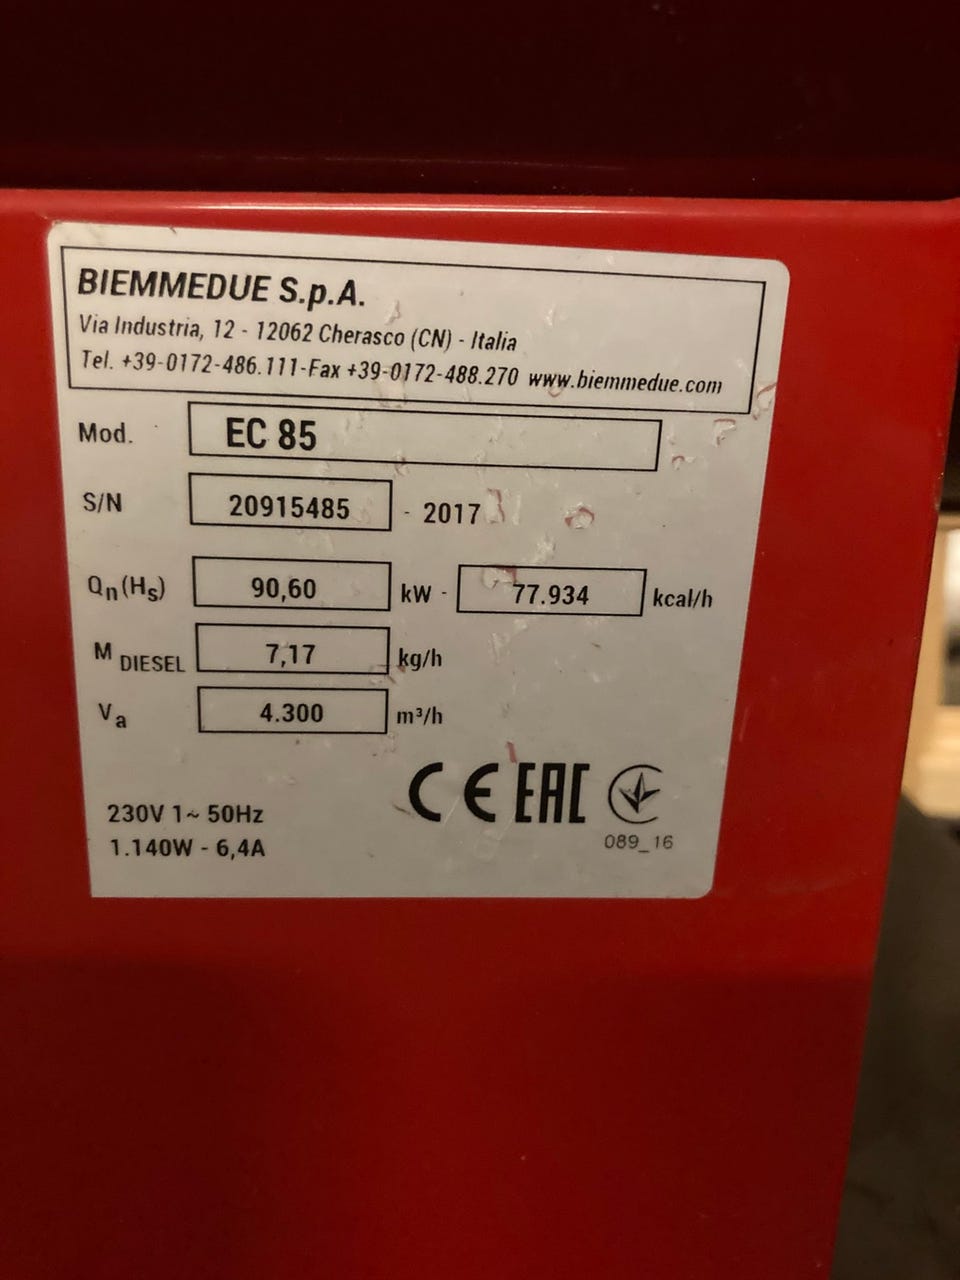 BIEMMEDUE S.p.A.
Via Industria, 12 - 12062 Cherasco (CN) - Italia
Tel. +39-0172-486.111-Fax +39-0172-488.270 www.biemmedue.com
Mod. EC 85
S/N 20915485 - 2017
Qn(Hs) 90,60 kW - 77.934 kcal/h
M DIESEL 7,17 kg/h
Va 4.300 m³/h
CE EAC
230V 1~ 50Hz
1.140W - 6,4A
089_16